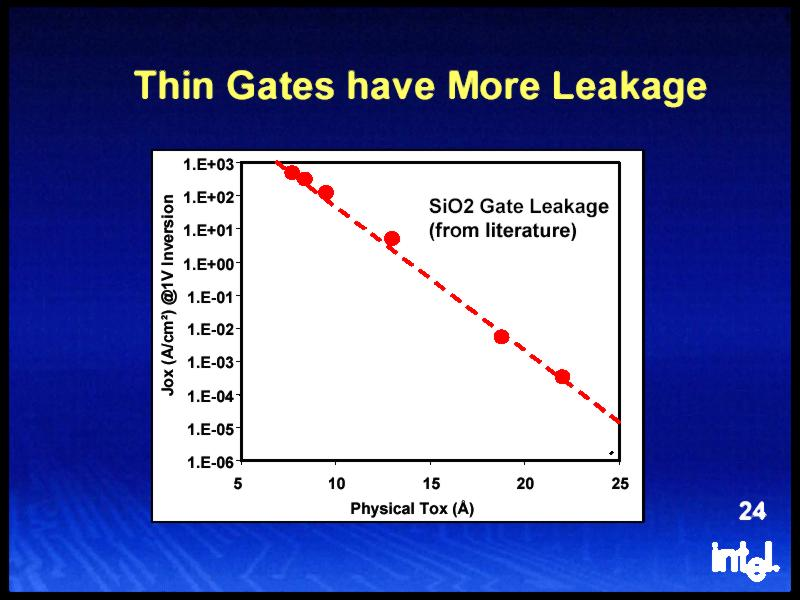 Thin Gates have More Leakage
1.E+03
1.E+02
1.E+01
1.E+00
1.E-01
1.E-02
1.E-03
1.E-04
1.E-05
1.E-06
Jox (A/cm²) @1V Inversion
SiO2 Gate Leakage
(from literature)
5 10 15 20 25
Physical Tox (Å)
24
intel.